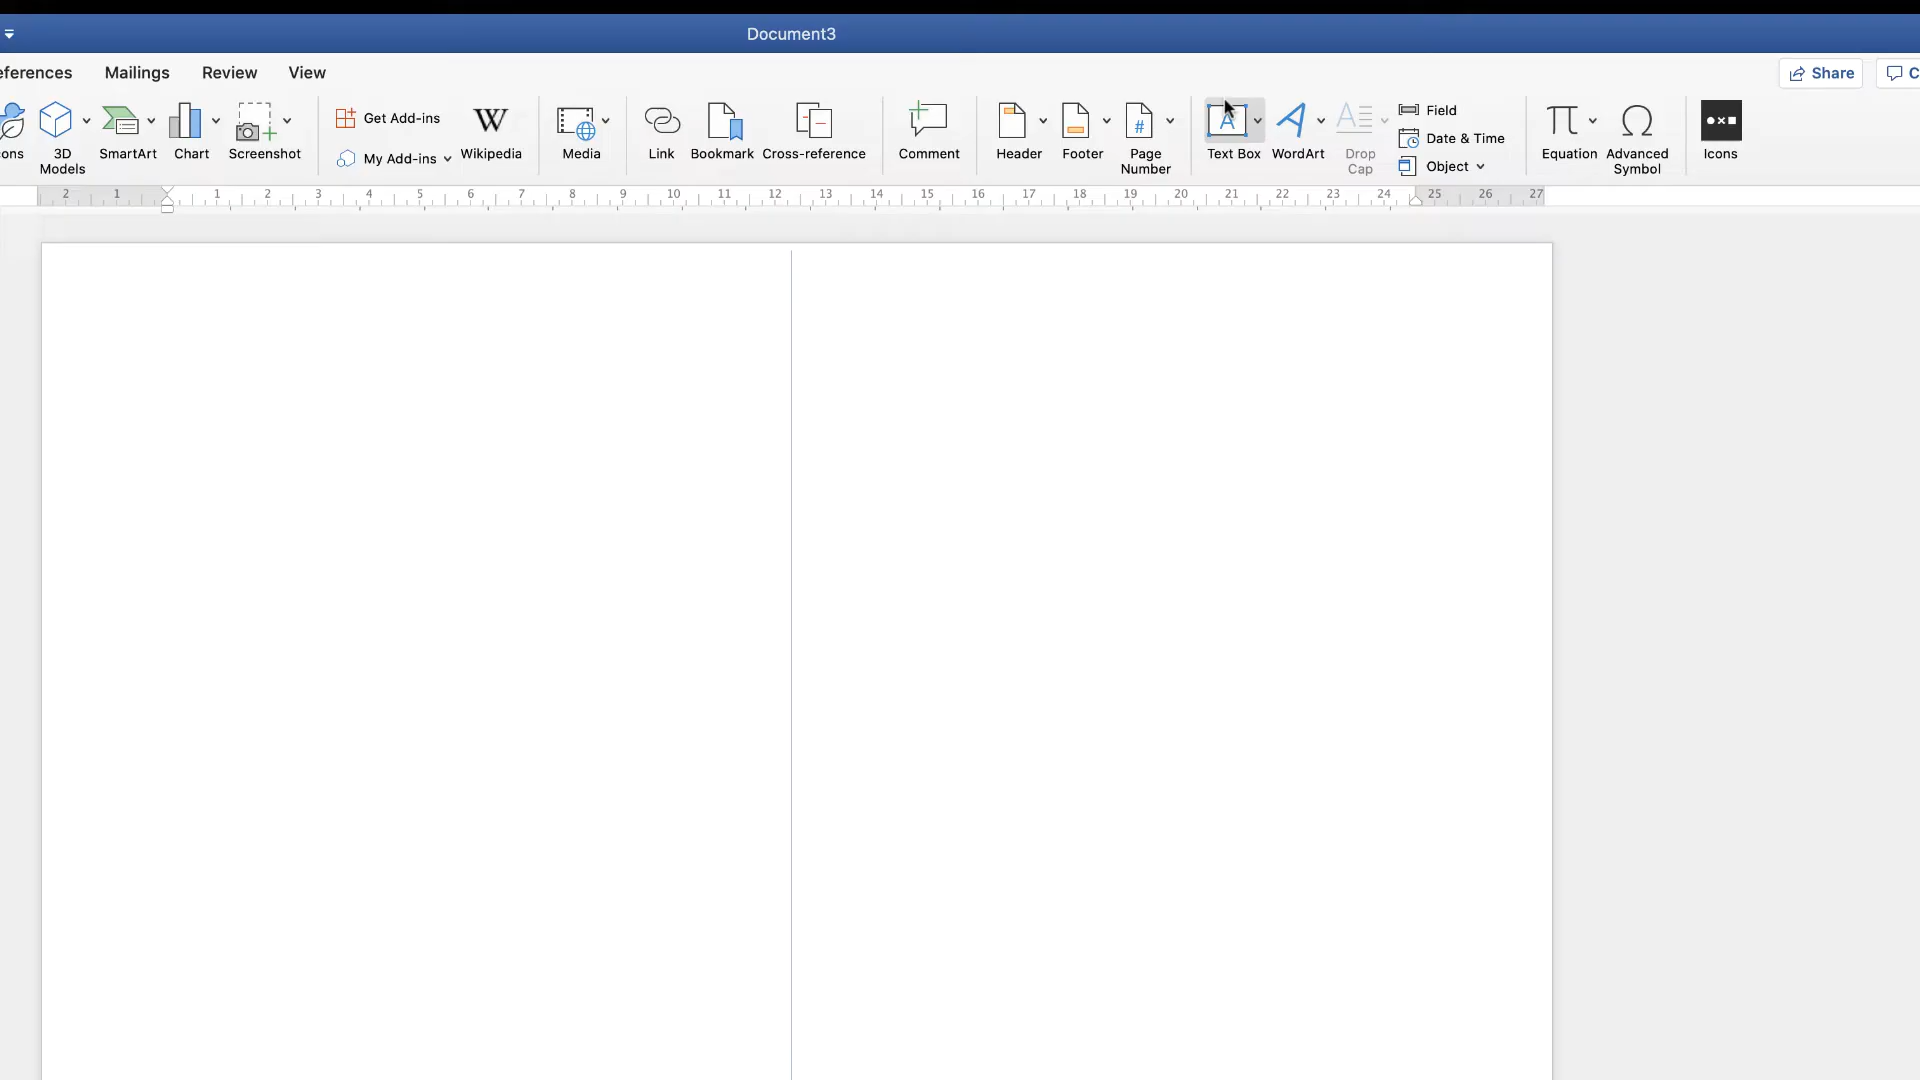 Document3
eferences Mailings Review View Share C
ons 3D Models SmartArt Chart Screenshot
Get Add-ins
My Add-ins
W
Wikipedia Media Link Bookmark Cross-reference Comment Header Footer
#
Page Number
A
Text Box
A
WordArt
A
Drop Cap
Field
Date & Time
Object
π
Equation
Ω
Advanced Symbol
Icons
2 1 1 2 3 4 5 6 7 8 9 10 11 12 13 14 15 16 17 18 19 20 21 22 23 24 25 26 27